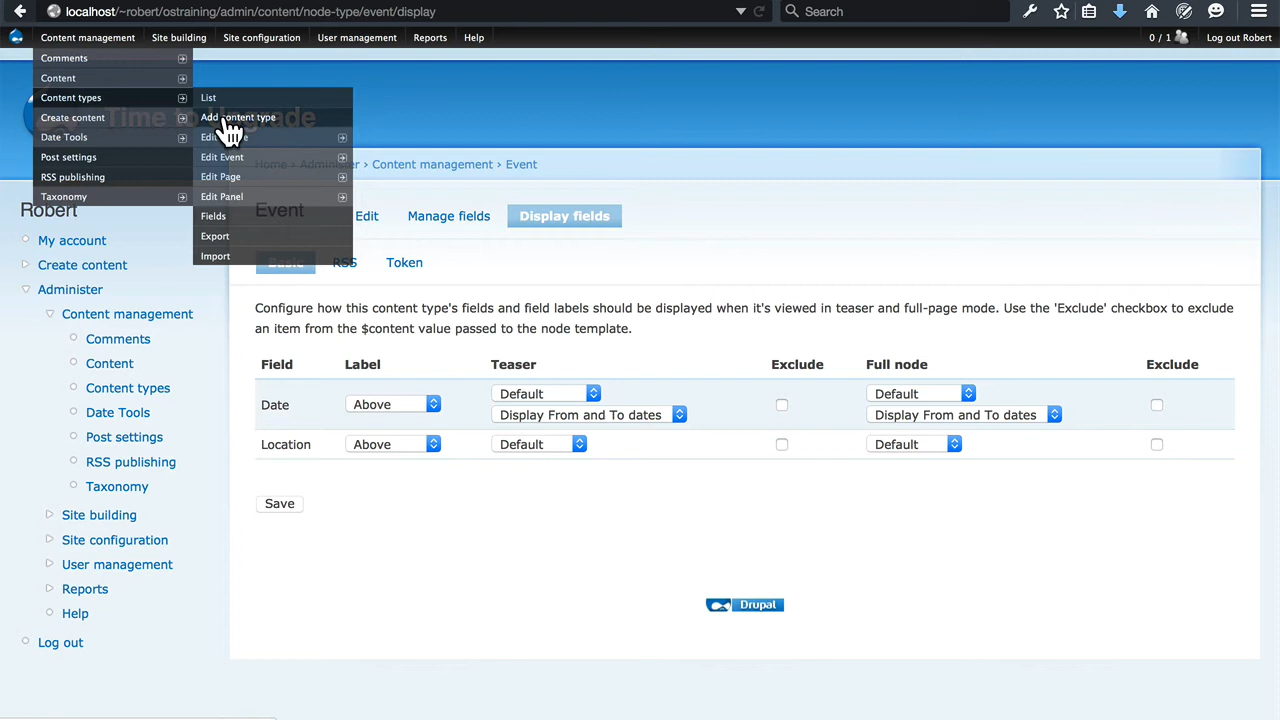 localhost/~robert/ostraining/admin/content/node-type/event/display
Search
Content management Site building Site configuration User management Reports Help 0 / 1 Log out Robert
Comments
Content
Content types
Create content
Date Tools
Post settings
RSS publishing
Taxonomy
List
Add content type
Edit
Edit Event
Edit Page
Edit Panel
Fields
Export
Import
Time to Upgrade
Home › Administer › Content management › Event
Robert
My account
Create content
Administer
Content management
Comments
Content
Content types
Date Tools
Post settings
RSS publishing
Taxonomy
Site building
Site configuration
User management
Reports
Help
Log out
Event Edit Manage fields Display fields
Basic RSS Token
Configure how this content type's fields and field labels should be displayed when it's viewed in teaser and full-page mode. Use the 'Exclude' checkbox to exclude
an item from the $content value passed to the node template.
Field Label Teaser Exclude Full node Exclude
Date Above Default Default
Display From and To dates Display From and To dates
Location Above Default Default
Save
Drupal